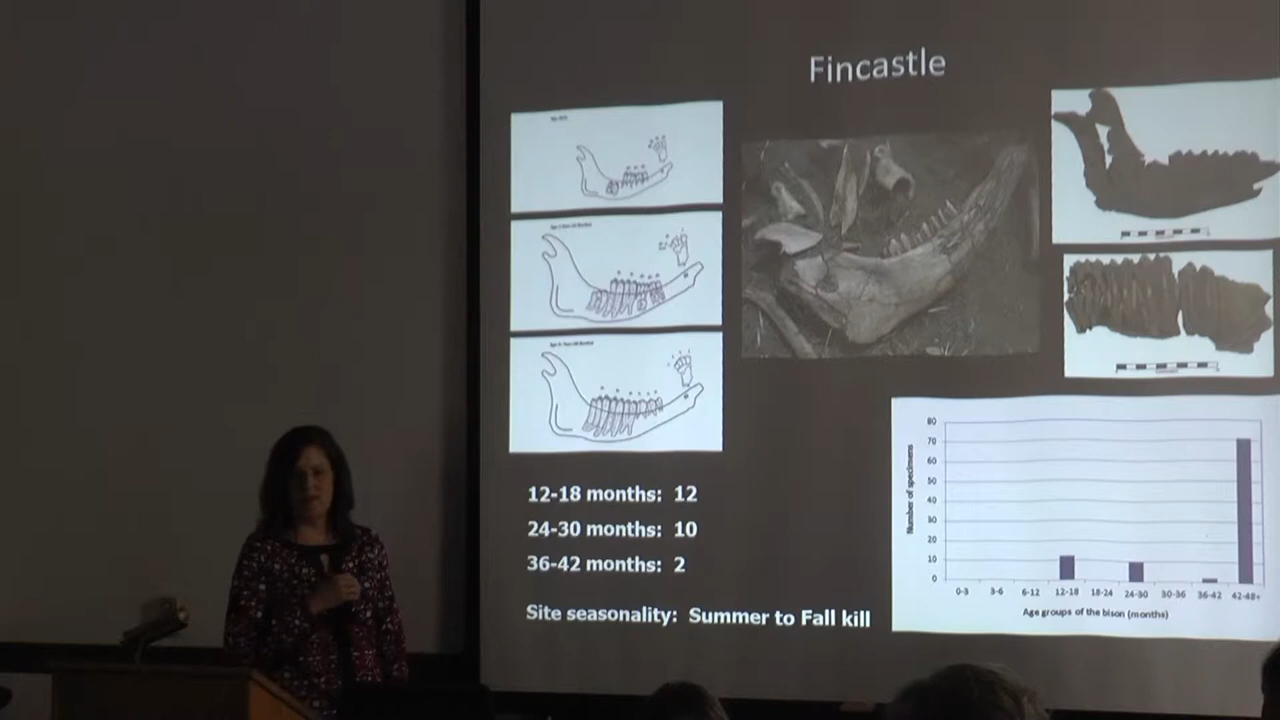 Fincastle
12-18 months: 12
24-30 months: 10
36-42 months: 2
Site seasonality: Summer to Fall kill
80
70
60
50
40
30
20
10
0
Number of specimens
0-3 3-6 6-12 12-18 18-24 24-30 30-36 36-42 42-48+
Age groups of the bison (months)